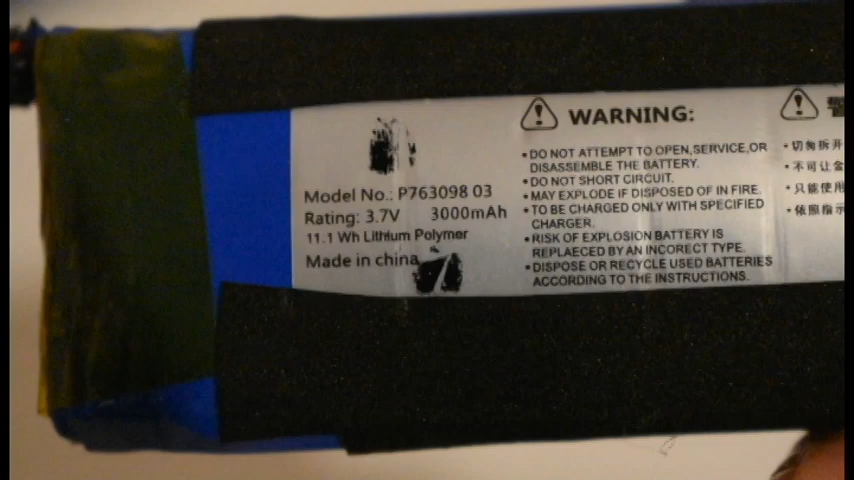 Model No.: P763098 03
Rating: 3.7V 3000mAh
11.1 Wh Lithium Polymer
Made in china
WARNING:
•DO NOT ATTEMPT TO OPEN,SERVICE,OR
DISASSEMBLE THE BATTERY.
•DO NOT SHORT CIRCUIT.
•MAY EXPLODE IF DISPOSED OF IN FIRE.
•TO BE CHARGED ONLY WITH SPECIFIED
CHARGER.
•RISK OF EXPLOSION BATTERY IS
REPLAECED BY AN INCORECT TYPE.
•DISPOSE OR RECYCLE USED BATTERIES
ACCORDING TO THE INSTRUCTIONS.
•切勿拆开
•不可让金
•只能使用
•依照指示